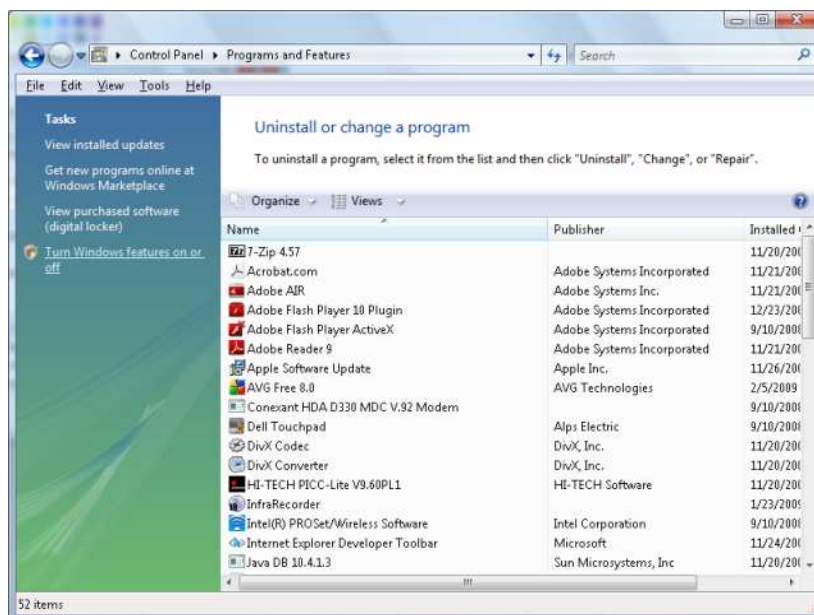 Control Panel ▸ Programs and Features
Search
File Edit View Tools Help
Tasks
View installed updates
Get new programs online at
Windows Marketplace
View purchased software
(digital locker)
Turn Windows features on or
off
Uninstall or change a program
To uninstall a program, select it from the list and then click "Uninstall", "Change", or "Repair".
Organize Views
Name Publisher Installed
7-Zip 4.57 11/20/200
Acrobat.com Adobe Systems Incorporated 11/21/200
Adobe AIR Adobe Systems Inc. 11/21/200
Adobe Flash Player 10 Plugin Adobe Systems Incorporated 12/23/200
Adobe Flash Player ActiveX Adobe Systems Incorporated 9/10/2008
Adobe Reader 9 Adobe Systems Incorporated 11/21/200
Apple Software Update Apple Inc. 11/26/200
AVG Free 8.0 AVG Technologies 2/5/2009
Conexant HDA D330 MDC V.92 Modem 9/10/2008
Dell Touchpad Alps Electric 9/10/2008
DivX Codec DivX, Inc. 11/20/200
DivX Converter DivX, Inc. 11/20/200
HI-TECH PICC-Lite V9.60PL1 HI-TECH Software 11/20/200
InfraRecorder 1/23/2009
Intel(R) PROSet/Wireless Software Intel Corporation 9/10/2008
Internet Explorer Developer Toolbar Microsoft 11/24/200
Java DB 10.4.1.3 Sun Microsystems, Inc 11/20/200
52 items